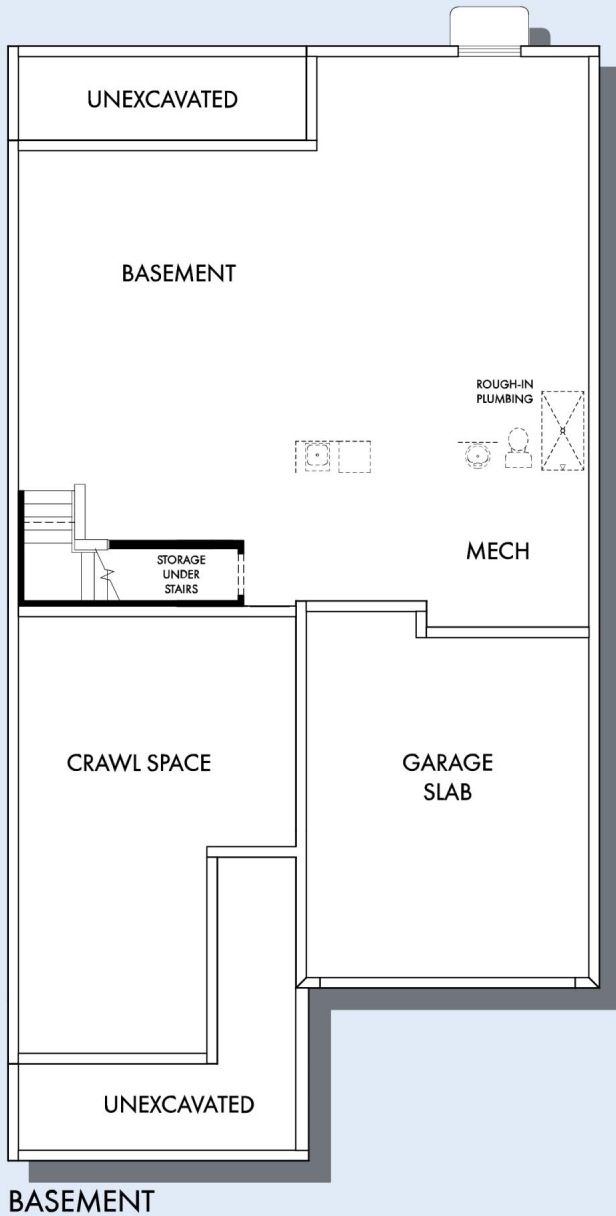 UNEXCAVATED
BASEMENT
ROUGH-IN
PLUMBING
MECH
STORAGE
UNDER
STAIRS
CRAWL SPACE
GARAGE
SLAB
UNEXCAVATED
BASEMENT